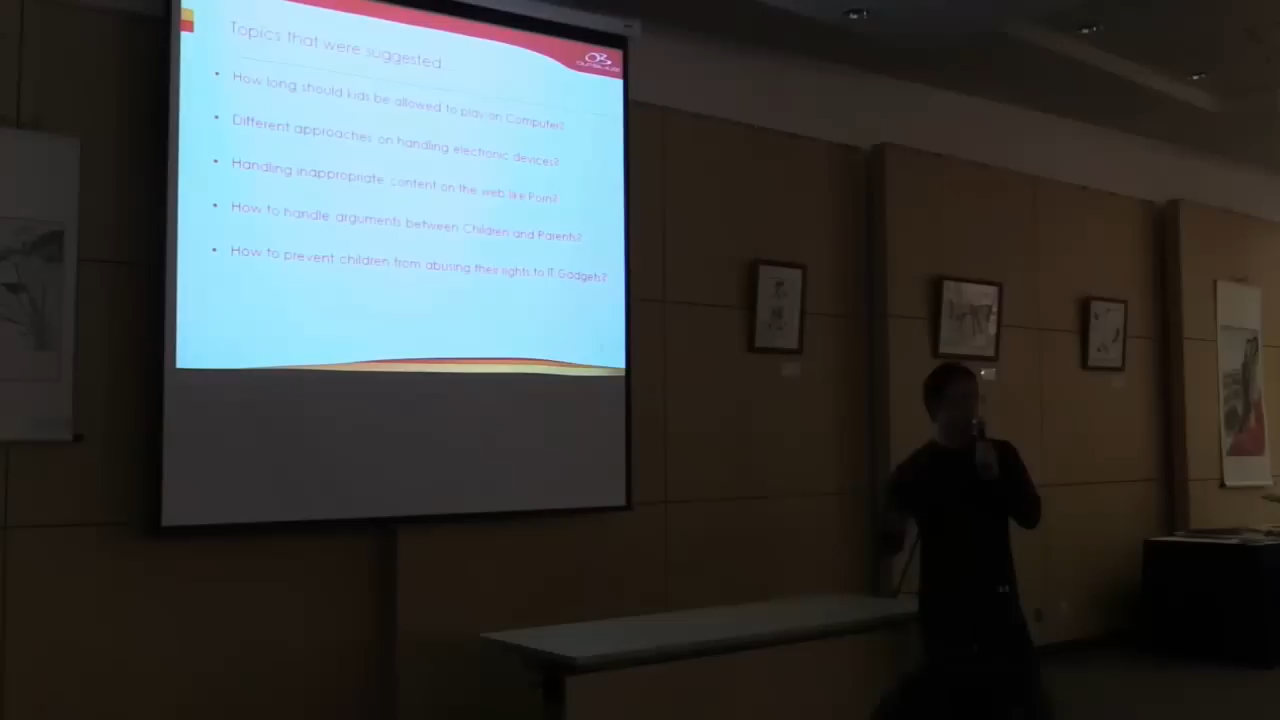 Topics that were suggested
• How long should kids be allowed to play on Computer?
• Different approaches on handling electronic devices?
• Handling inappropriate content on the web like Porn?
• How to handle arguments between Children and Parents?
• How to prevent children from abusing their rights to IT Gadgets?